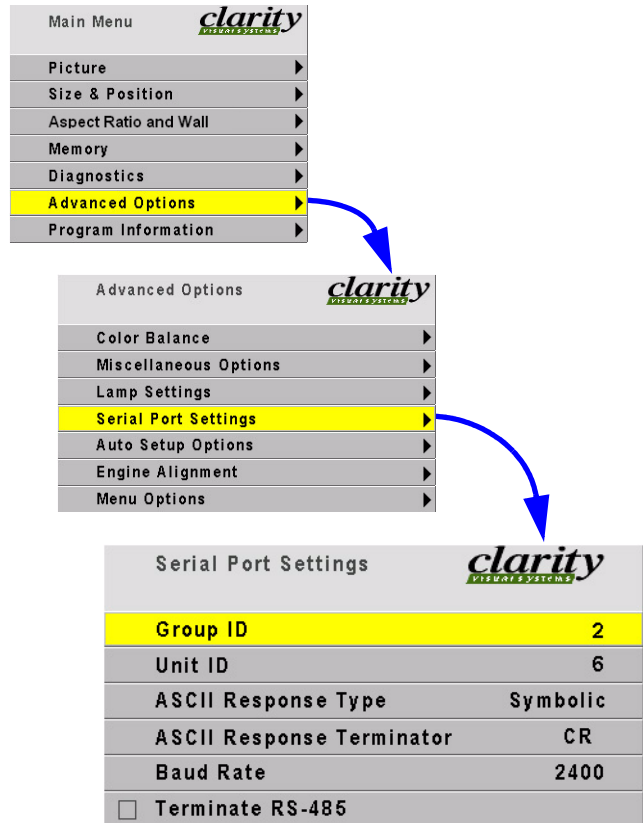 Main Menu clarity
VISUAL SYSTEMS
Picture
Size & Position
Aspect Ratio and Wall
Memory
Diagnostics
Advanced Options
Program Information
Advanced Options clarity
VISUAL SYSTEMS
Color Balance
Miscellaneous Options
Lamp Settings
Serial Port Settings
Auto Setup Options
Engine Alignment
Menu Options
Serial Port Settings clarity
VISUAL SYSTEMS
Group ID 2
Unit ID 6
ASCII Response Type Symbolic
ASCII Response Terminator CR
Baud Rate 2400
Terminate RS-485